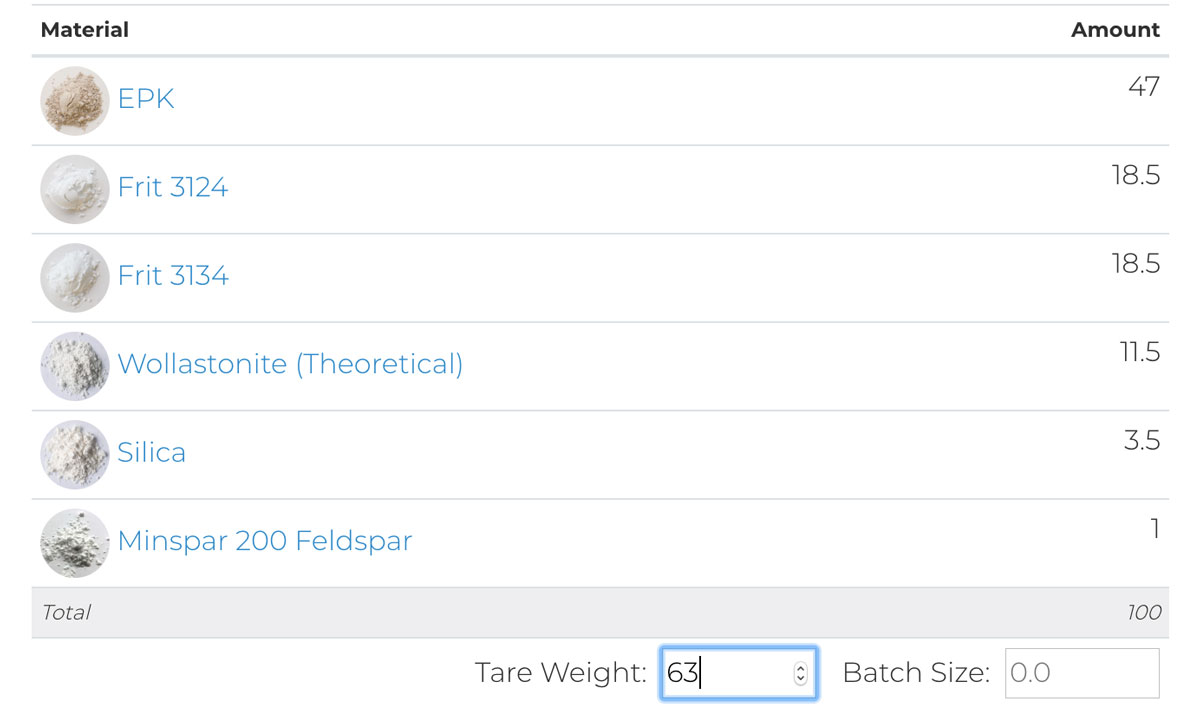 Material Amount
EPK 47
Frit 3124 18.5
Frit 3134 18.5
Wollastonite (Theoretical) 11.5
Silica 3.5
Minspar 200 Feldspar 1
Total 100
Tare Weight: 63 Batch Size: 0.0